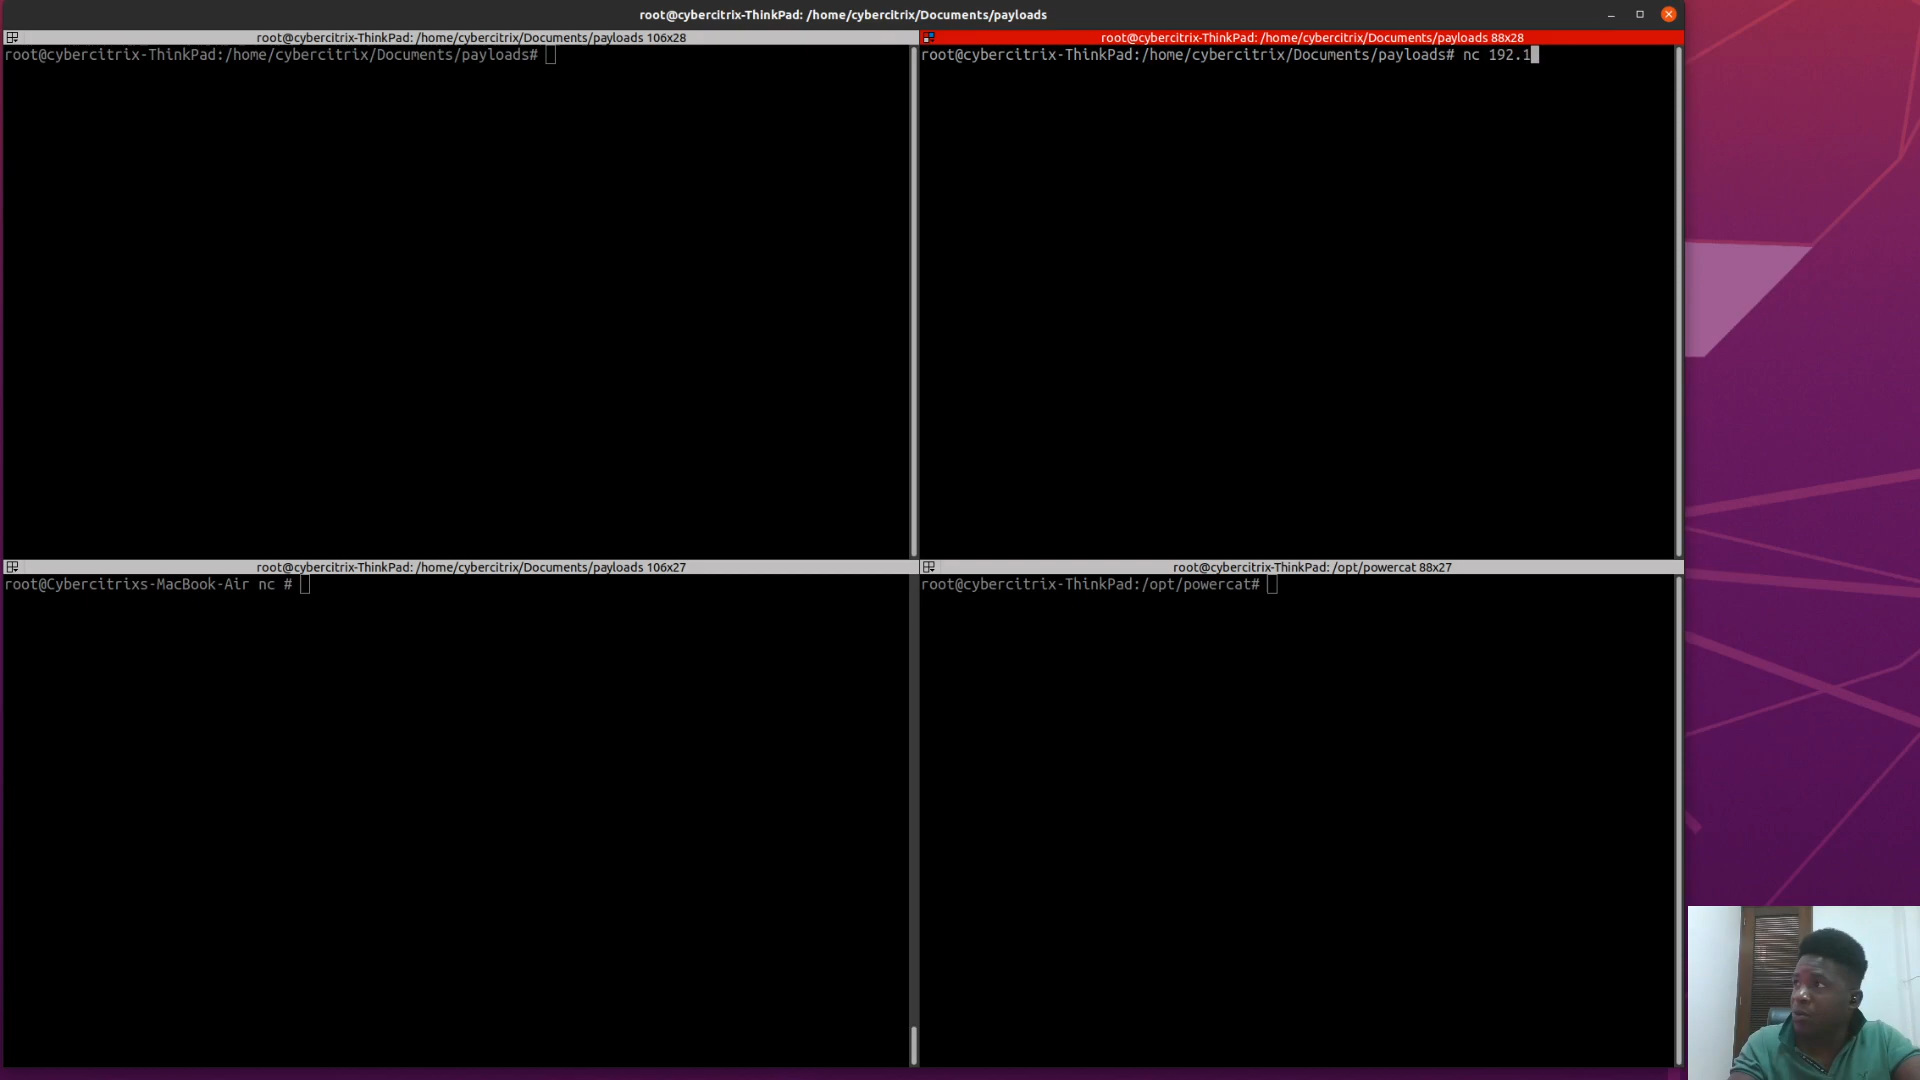 root@cybercitrix-ThinkPad: /home/cybercitrix/Documents/payloads
root@cybercitrix-ThinkPad: /home/cybercitrix/Documents/payloads 106x28
root@cybercitrix-ThinkPad:/home/cybercitrix/Documents/payloads#
root@cybercitrix-ThinkPad: /home/cybercitrix/Documents/payloads 88x28
root@cybercitrix-ThinkPad:/home/cybercitrix/Documents/payloads# nc 192.1
root@cybercitrix-ThinkPad: /home/cybercitrix/Documents/payloads 106x27
root@Cybercitrixs-MacBook-Air nc #
root@cybercitrix-ThinkPad: /opt/powercat 88x27
root@cybercitrix-ThinkPad:/opt/powercat#